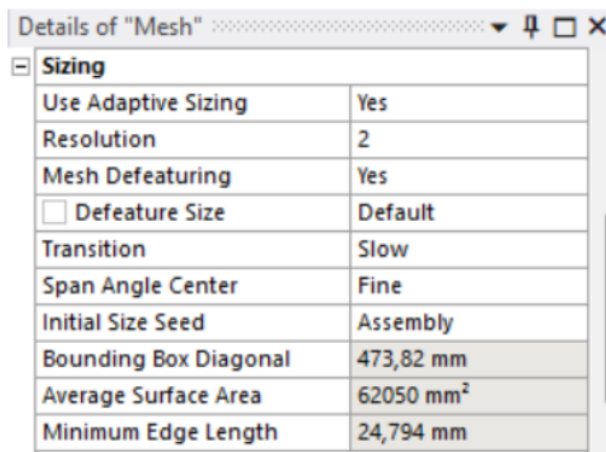 Details of "Mesh"
Sizing
Use Adaptive Sizing Yes
Resolution 2
Mesh Defeaturing Yes
Defeature Size Default
Transition Slow
Span Angle Center Fine
Initial Size Seed Assembly
Bounding Box Diagonal 473,82 mm
Average Surface Area 62050 mm²
Minimum Edge Length 24,794 mm